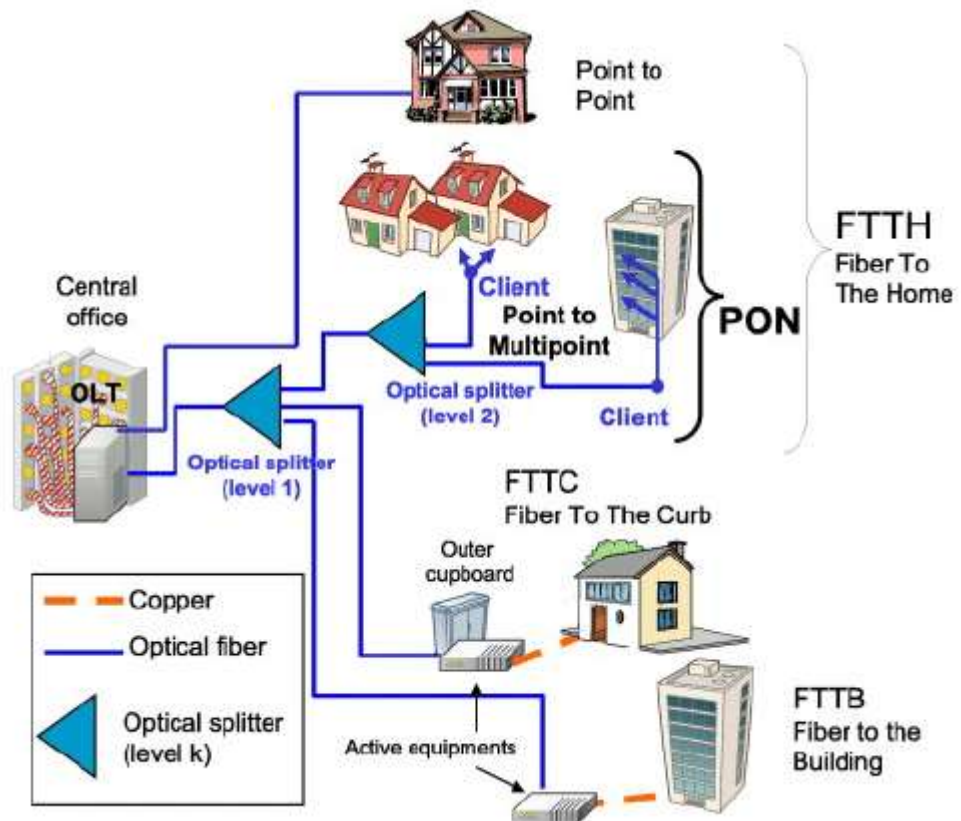 Point to
Point
FTTH
Fiber To
The Home
Central
office
OLT
Client
Point to
Multipoint
PON
Optical splitter
(level 2)
Client
Optical splitter
(level 1)
FTTC
Fiber To The Curb
Outer
cupboard
Copper
Optical fiber
Optical splitter
(level k)
Active equipments
FTTB
Fiber to the
Building